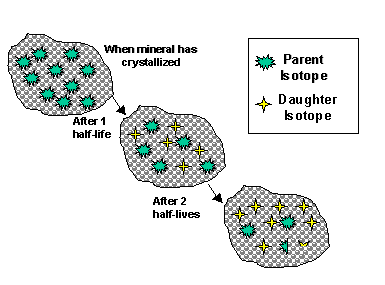 When mineral has
crystallized
Parent
Isotope
Daughter
Isotope
After 1
half-life
After 2
half-lives